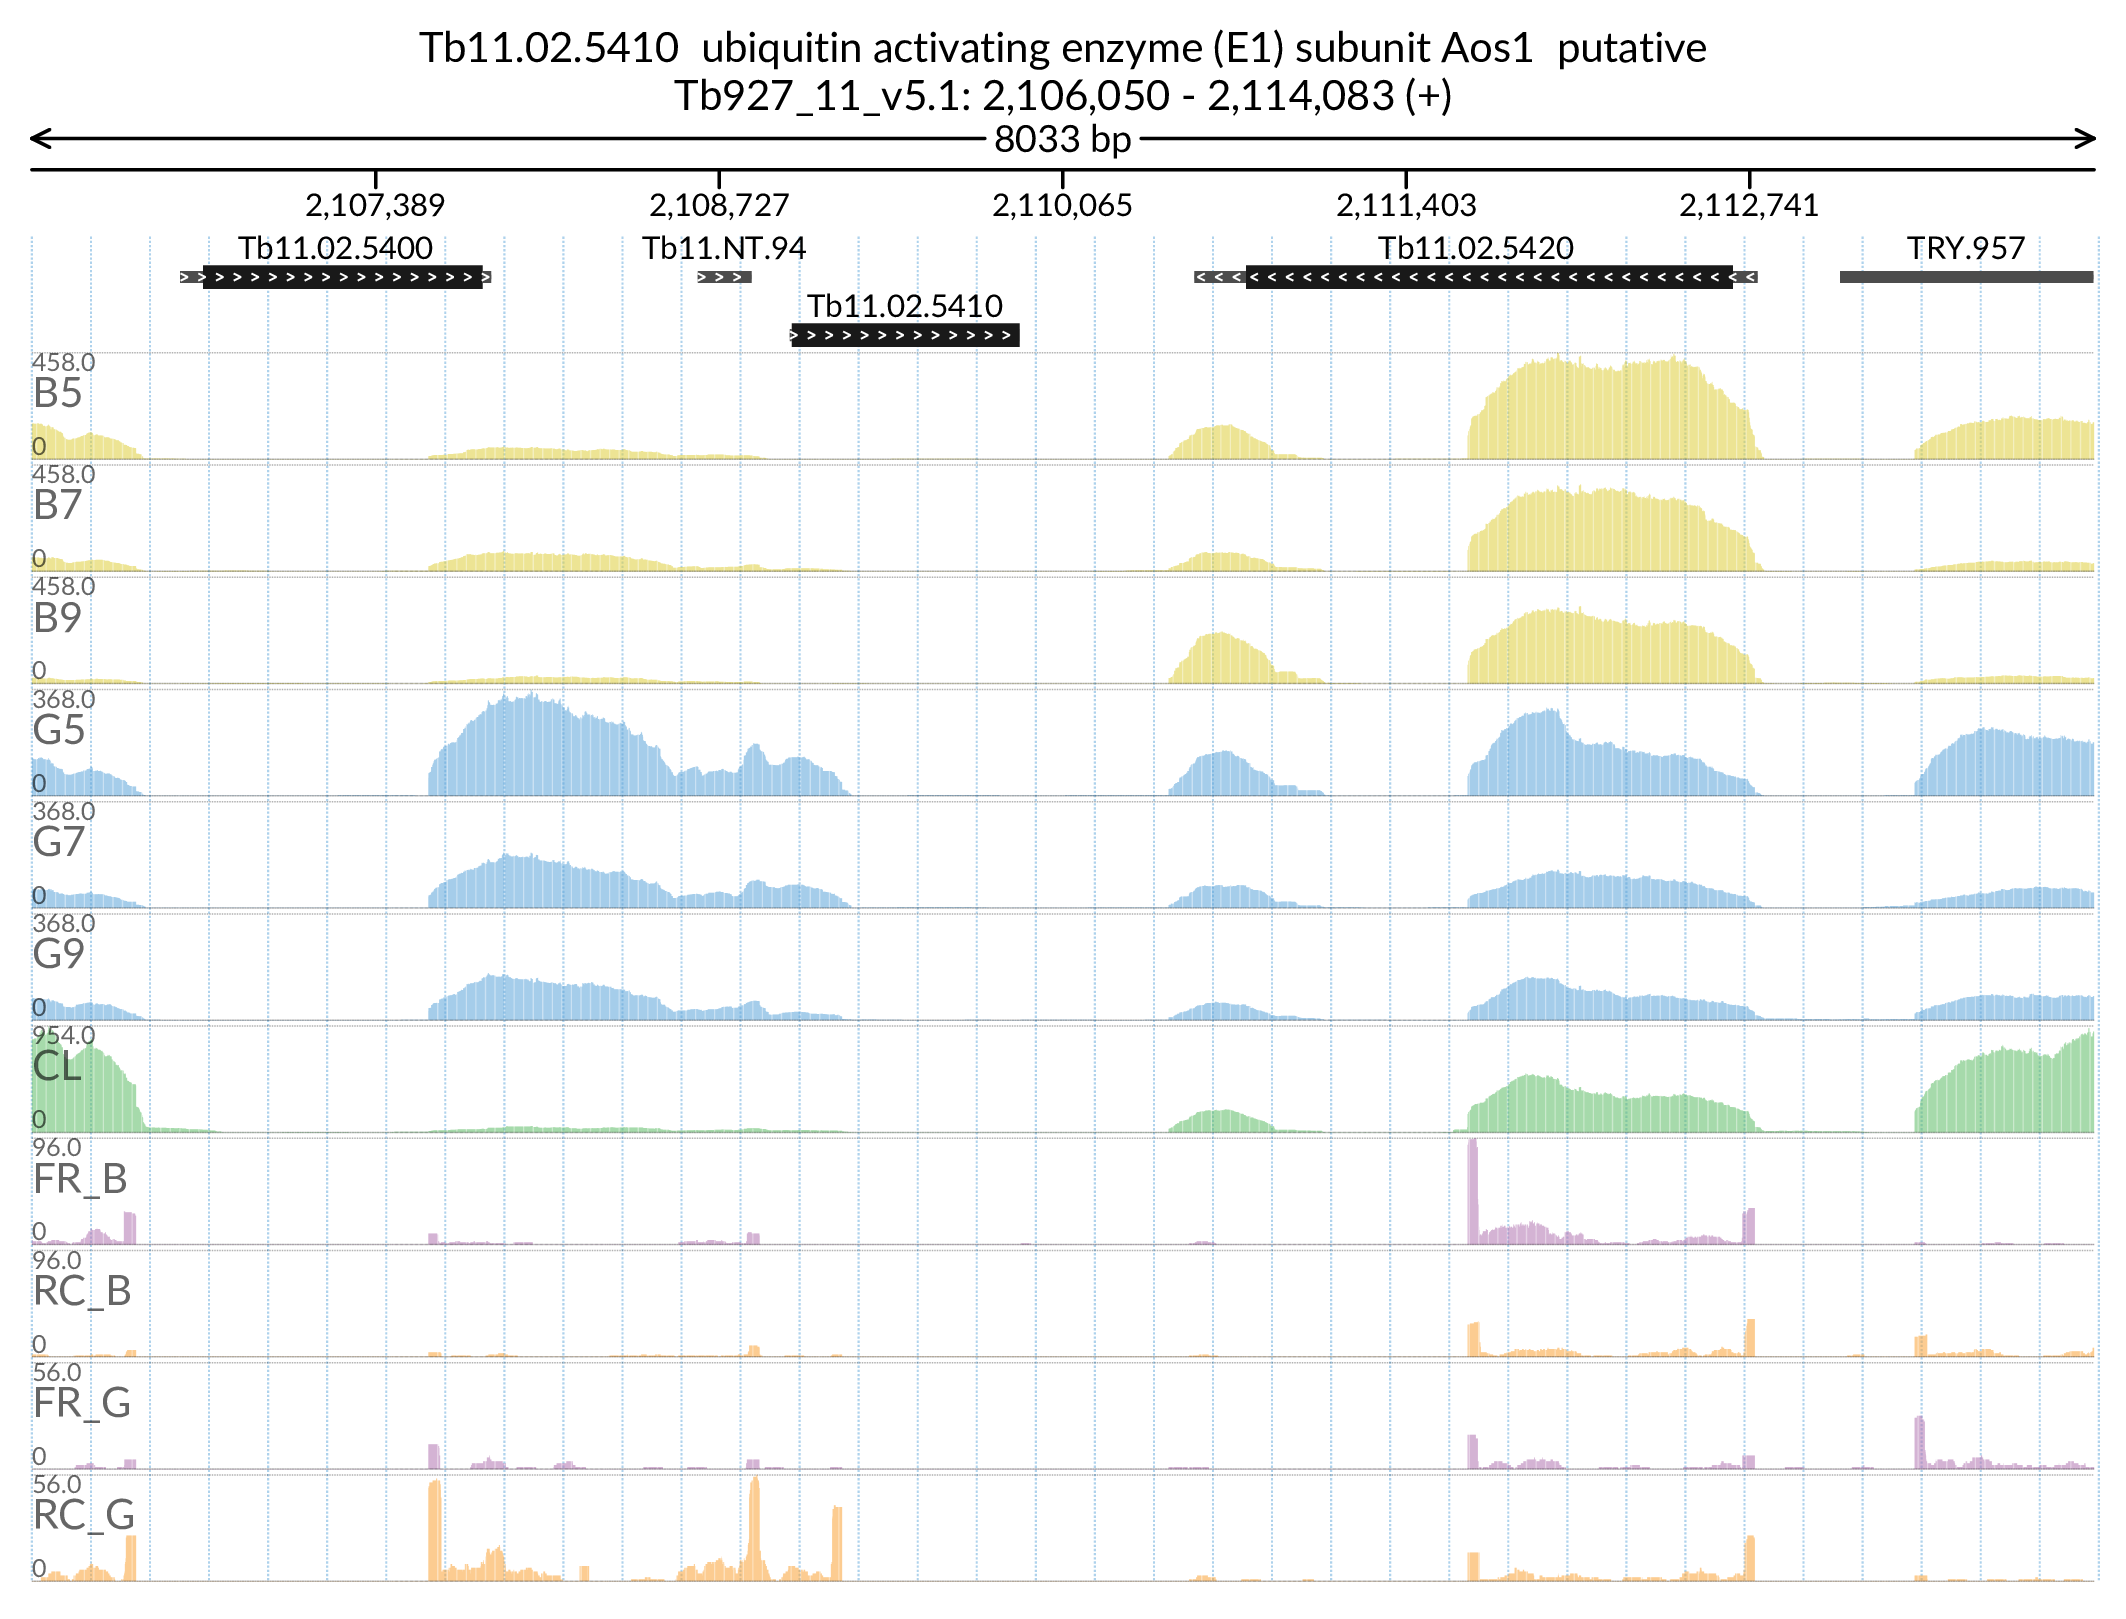 Tb11.02.5410 ubiquitin activating enzyme (E1) subunit Aos1 putative
Tb927_11_v5.1: 2,106,050 - 2,114,083 (+)
8033 bp
2,107,389 2,108,727 2,110,065 2,111,403 2,112,741
Tb11.02.5400 Tb11.NT.94 Tb11.02.5420 TRY.957
Tb11.02.5410
458.0
B5
0
458.0
B7
0
458.0
B9
0
368.0
G5
0
368.0
G7
0
368.0
G9
0
954.0
CL
0
96.0
FR_B
0
96.0
RC_B
0
56.0
FR_G
0
56.0
RC_G
0